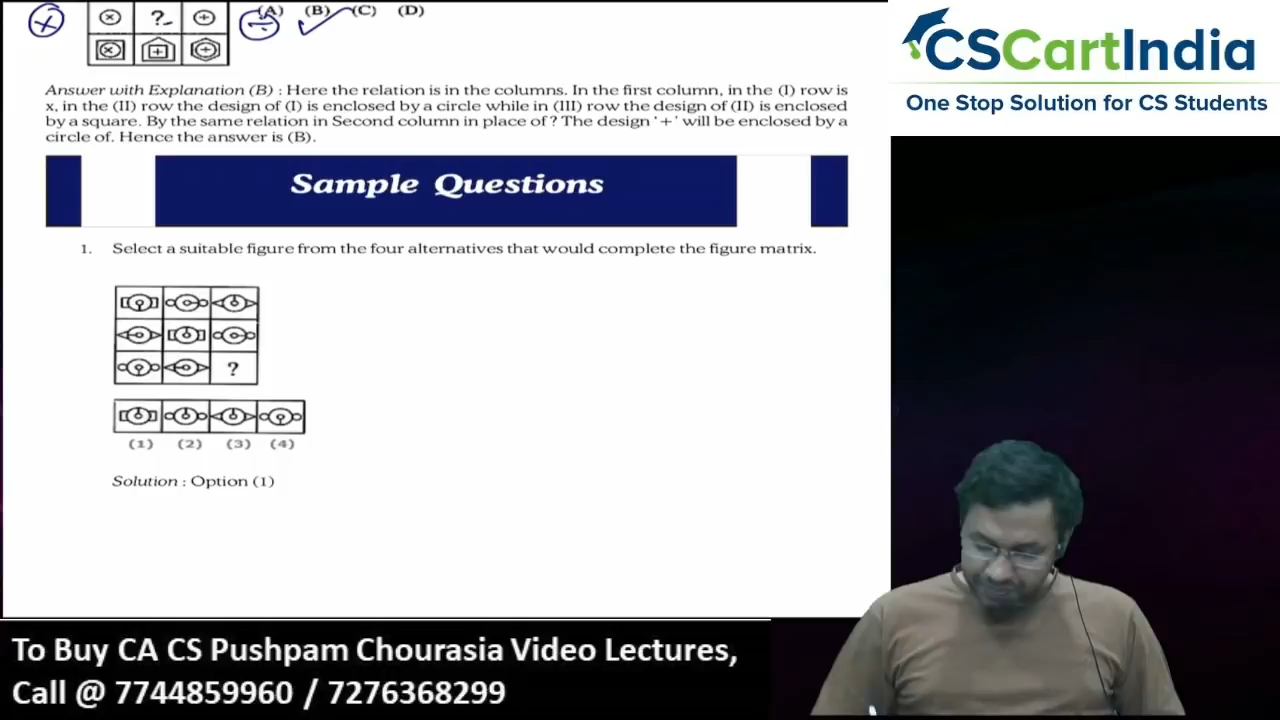 ?
(A) (B) (C) (D)
Answer with Explanation (B) : Here the relation is in the columns. In the first column, in the (I) row is
x, in the (II) row the design of (I) is enclosed by a circle while in (III) row the design of (II) is enclosed
by a square. By the same relation in Second column in place of ? The design '+' will be enclosed by a
circle of. Hence the answer is (B).
Sample Questions
1. Select a suitable figure from the four alternatives that would complete the figure matrix.
?
(1) (2) (3) (4)
Solution : Option (1)
CSCartIndia
One Stop Solution for CS Students
To Buy CA CS Pushpam Chourasia Video Lectures,
Call @ 7744859960 / 7276368299